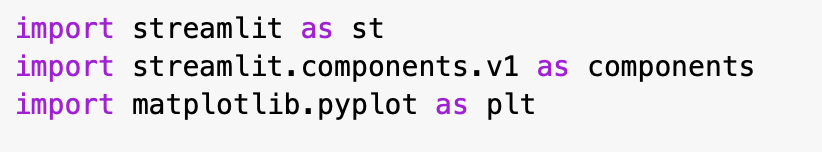 import streamlit as st
import streamlit.components.v1 as components
import matplotlib.pyplot as plt